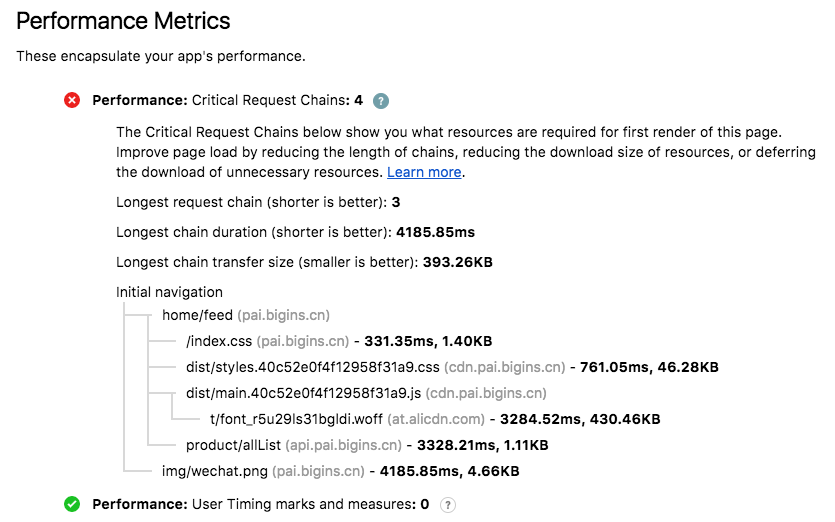 Performance Metrics
These encapsulate your app's performance.
Performance: Critical Request Chains: 4 ?
The Critical Request Chains below show you what resources are required for first render of this page.
Improve page load by reducing the length of chains, reducing the download size of resources, or deferring
the download of unnecessary resources. Learn more.
Longest request chain (shorter is better): 3
Longest chain duration (shorter is better): 4185.85ms
Longest chain transfer size (smaller is better): 393.26KB
Initial navigation
home/feed (pai.bigins.cn)
/index.css (pai.bigins.cn) - 331.35ms, 1.40KB
dist/styles.40c52e0f4f12958f31a9.css (cdn.pai.bigins.cn) - 761.05ms, 46.28KB
dist/main.40c52e0f4f12958f31a9.js (cdn.pai.bigins.cn)
t/font_r5u29ls31bgldi.woff (at.alicdn.com) - 3284.52ms, 430.46KB
product/allList (api.pai.bigins.cn) - 3328.21ms, 1.11KB
img/wechat.png (pai.bigins.cn) - 4185.85ms, 4.66KB
Performance: User Timing marks and measures: 0 ?